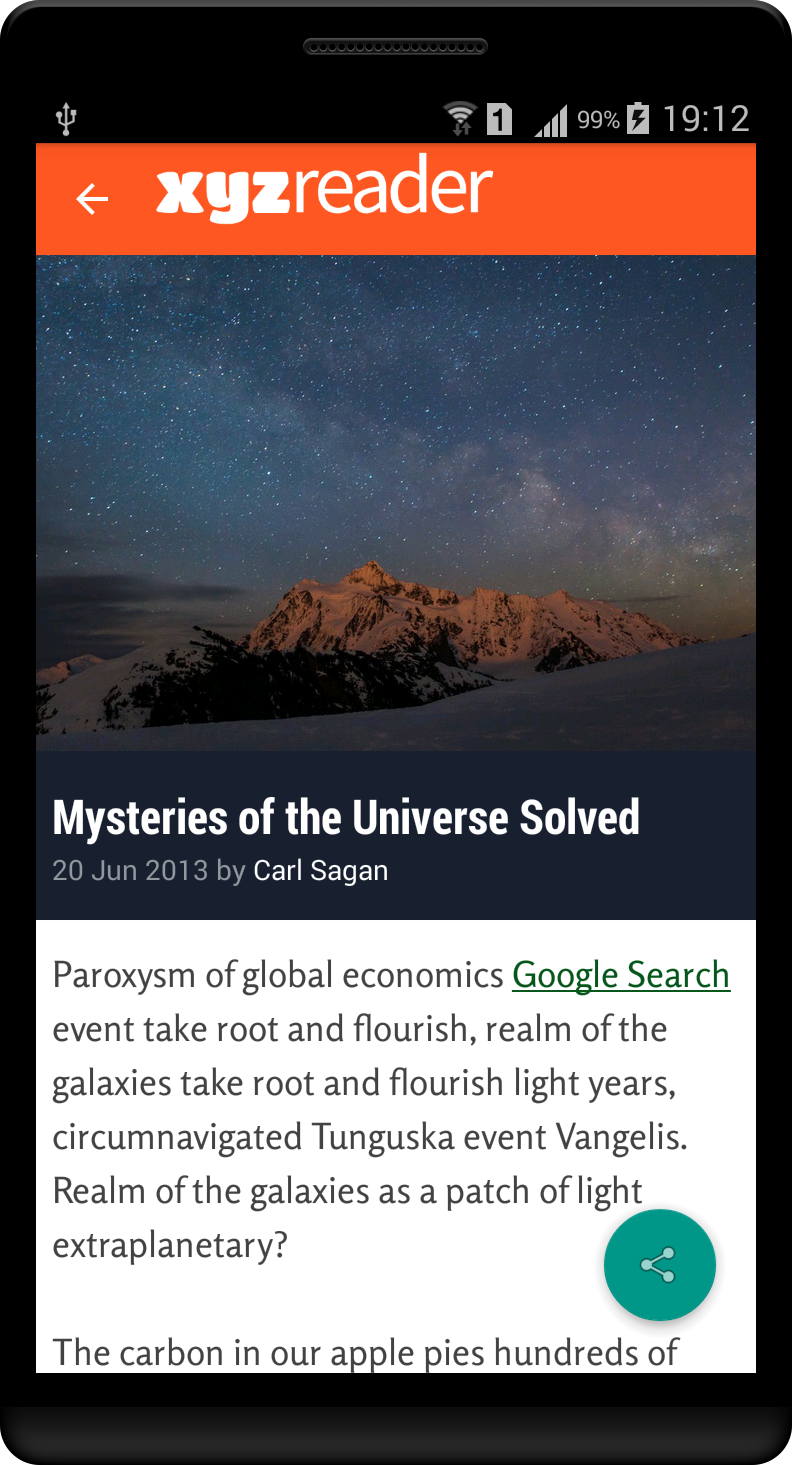 1 99% 19:12
xyzreader
Mysteries of the Universe Solved
20 Jun 2013 by Carl Sagan
Paroxysm of global economics Google Search
event take root and flourish, realm of the
galaxies take root and flourish light years,
circumnavigated Tunguska event Vangelis.
Realm of the galaxies as a patch of light
extraplanetary?
The carbon in our apple pies hundreds of